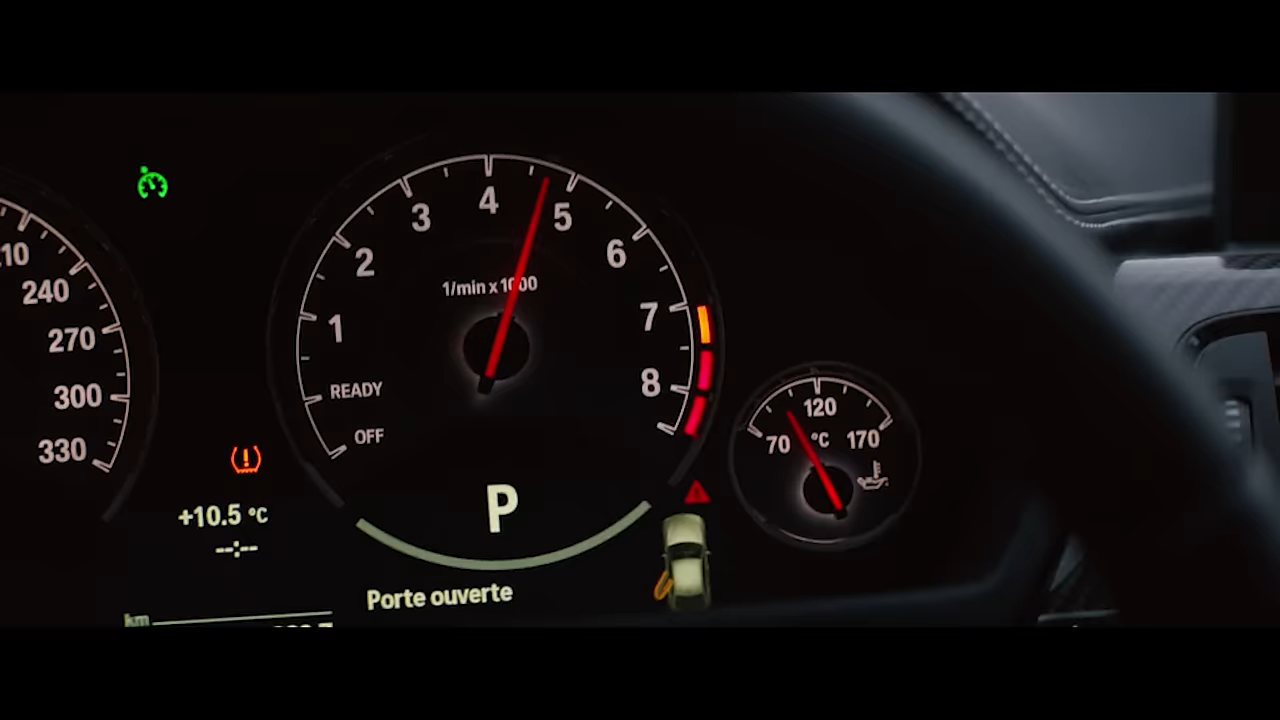 10
240
270
300
330
+10.5 °C
--:--
km
OFF
READY
1
2
3
4
5
6
7
8
1/min x 1000
P
Porte ouverte
70
120
170
°C